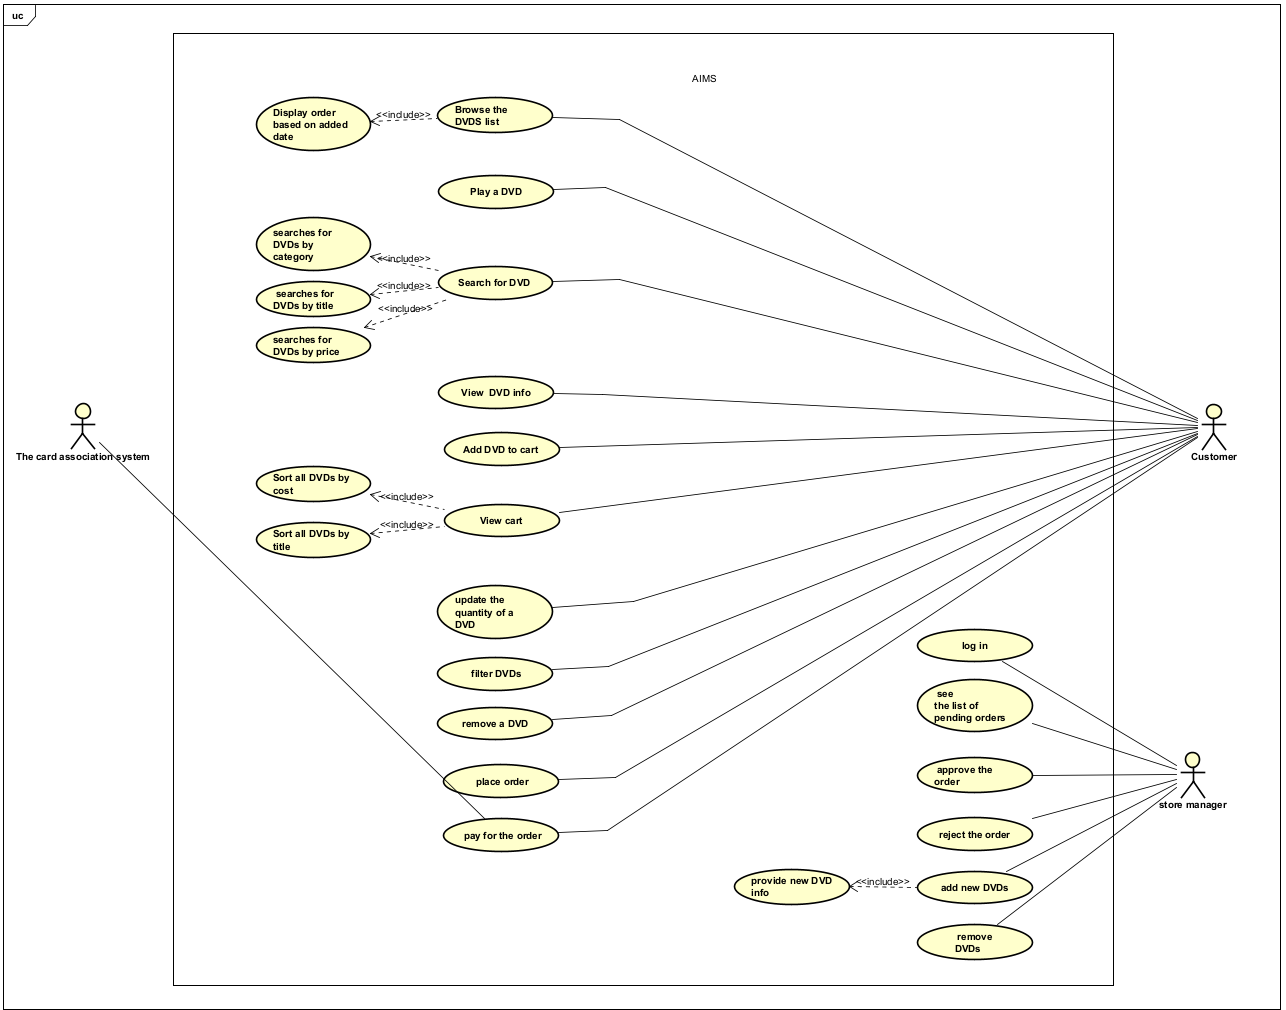 uc
AIMS
Display order
based on added
date
<<include>>
Browse the
DVDS list
Play a DVD
searches for
DVDs by
category
<<include>>
searches for
DVDs by title
<<include>>
Search for DVD
searches for
DVDs by price
<<include>>
View  DVD info
Add DVD to cart
The card association system
Customer
Sort all DVDs by
cost
<<include>>
Sort all DVDs by
title
<<include>>
View cart
update the
quantity of a
DVD
filter DVDs
remove a DVD
place order
pay for the order
log in
see
the list of
pending orders
approve the
order
store manager
reject the order
provide new DVD
info
<<include>>
add new DVDs
remove
DVDs